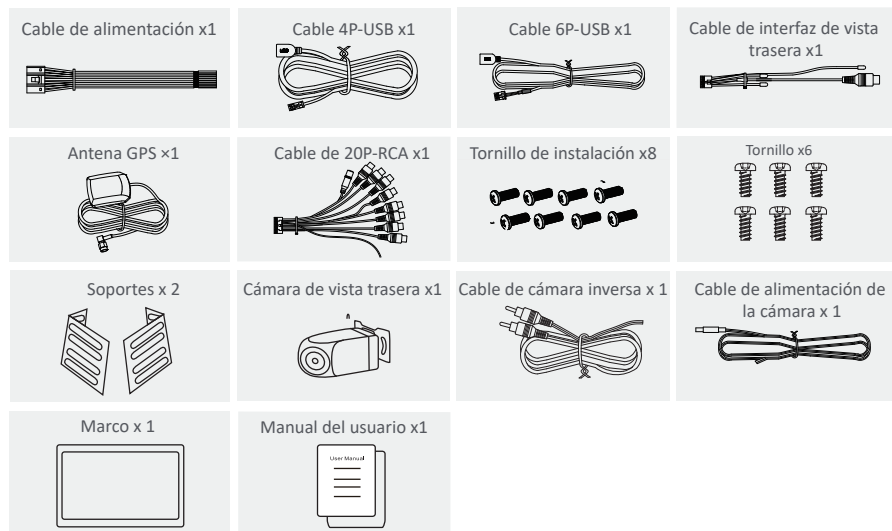 Cable de alimentación x1
Cable 4P-USB x1
Cable 6P-USB x1
Cable de interfaz de vista
trasera x1
Antena GPS ×1
Cable de 20P-RCA x1
Tornillo de instalación x8
Tornillo x6
Soportes x 2
Cámara de vista trasera x1
Cable de cámara inversa x 1
Cable de alimentación de
la cámara x 1
Marco x 1
Manual del usuario x1
User Manual